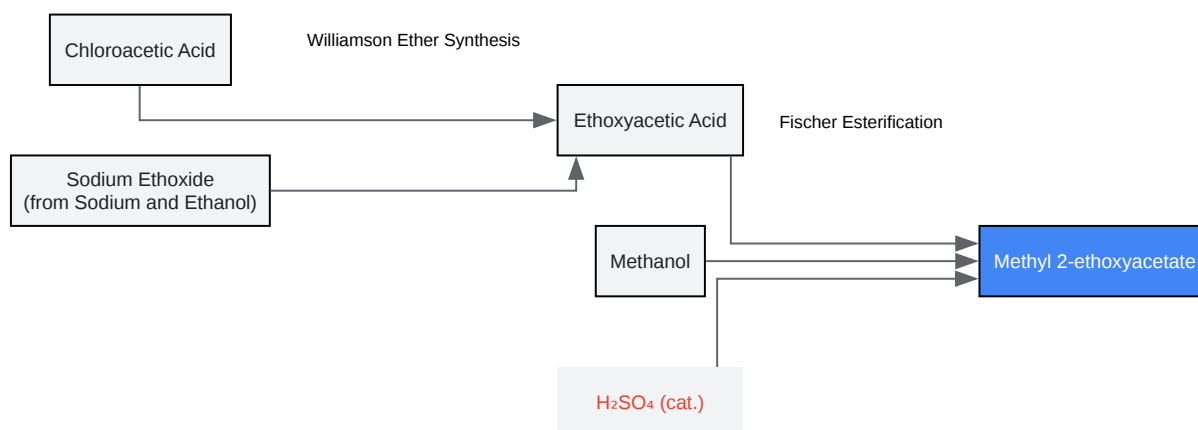 Chloroacetic Acid
Williamson Ether Synthesis
Ethoxyacetic Acid
Fischer Esterification
Sodium Ethoxide
(from Sodium and Ethanol)
Methanol
Methyl 2-ethoxyacetate
H₂SO₄ (cat.)